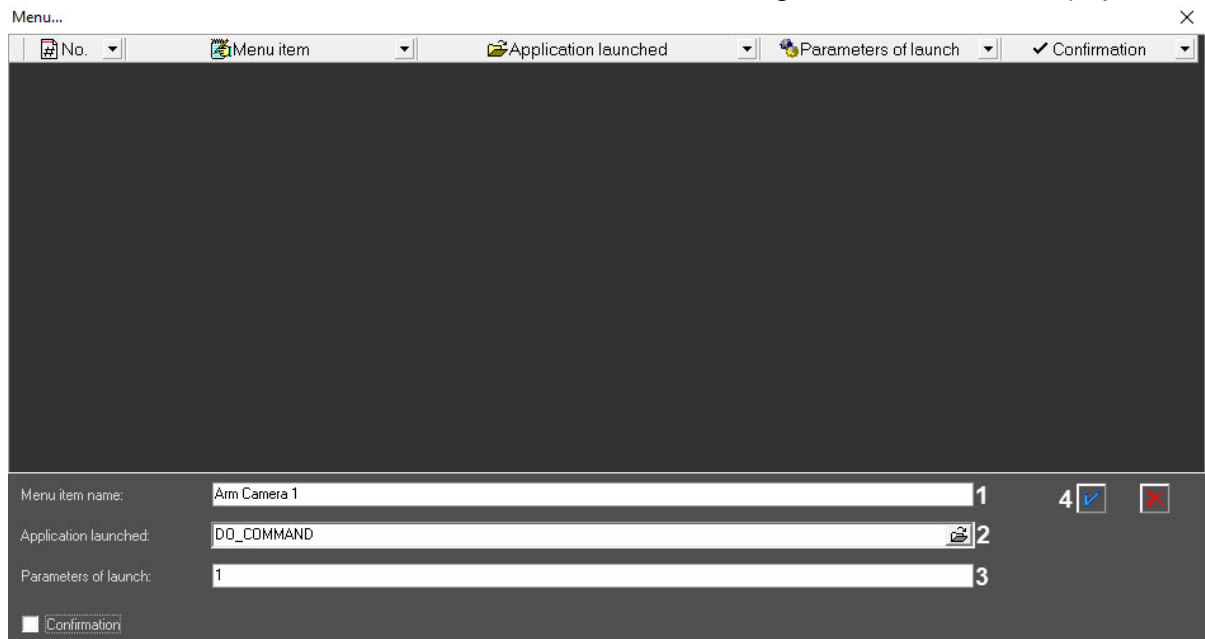 Menu...
No. Menu item Application launched Parameters of launch Confirmation
Menu item name: Arm Camera 1 1 4
Application launched: DO_COMMAND 2
Parameters of launch: 1 3
Confirmation